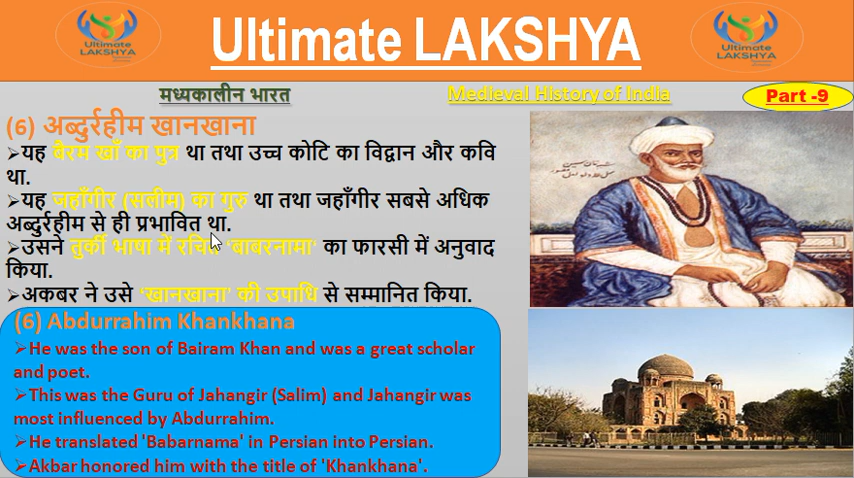 Ultimate
LAKSHYA
Ultimate LAKSHYA
Ultimate
LAKSHYA
मध्यकालीन भारत
Medieval History of India
Part -9
(6) अब्दुर्रहीम खानखाना
➢यह बैरम खाँ का पुत्र था तथा उच्च कोटि का विद्वान और कवि
था.
➢यह जहाँगीर (सलीम) का गुरु था तथा जहाँगीर सबसे अधिक
अब्दुर्रहीम से ही प्रभावित था.
➢उसने तुर्की भाषा में रचित 'बाबरनामा' का फारसी में अनुवाद
किया.
➢अकबर ने उसे 'खानखाना' की उपाधि से सम्मानित किया.
(6) Abdurrahim Khankhana
➢He was the son of Bairam Khan and was a great scholar
and poet.
➢This was the Guru of Jahangir (Salim) and Jahangir was
most influenced by Abdurrahim.
➢He translated 'Babarnama' in Persian into Persian.
➢Akbar honored him with the title of 'Khankhana'.